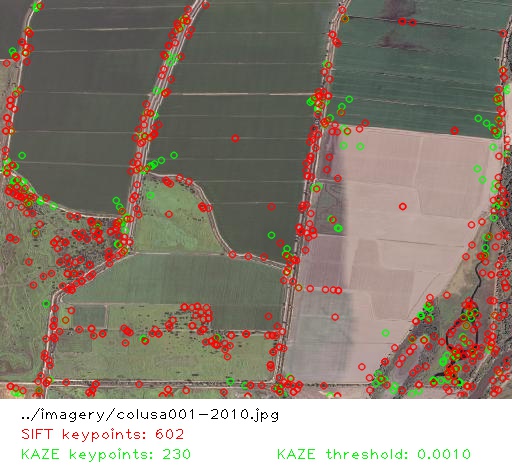 ../imagery/colusa001-2010.jpg
SIFT keypoints: 602
KAZE keypoints: 230 KAZE threshold: 0.0010